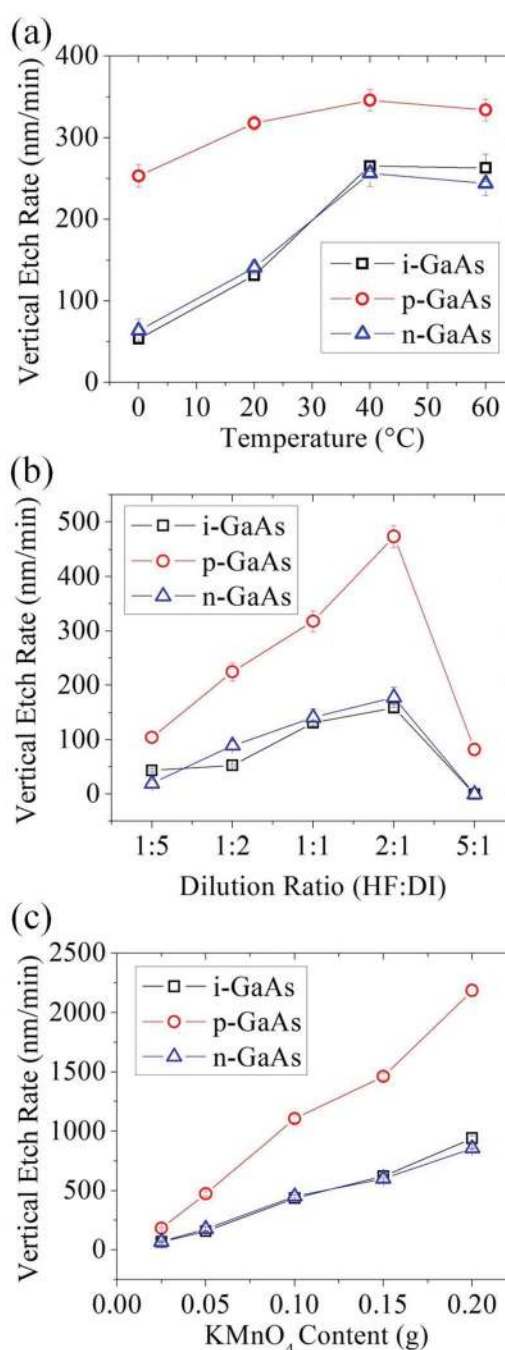 (a)
Vertical Etch Rate (nm/min)
400
300
200
100
0
i-GaAs
p-GaAs
n-GaAs
0 10 20 30 40 50 60
Temperature (°C)
(b)
Vertical Etch Rate (nm/min)
500
400
300
200
100
0
i-GaAs
p-GaAs
n-GaAs
1:5 1:2 1:1 2:1 5:1
Dilution Ratio (HF:DI)
(c)
Vertical Etch Rate (nm/min)
2500
2000
1500
1000
500
0
i-GaAs
p-GaAs
n-GaAs
0.00 0.05 0.10 0.15 0.20
KMnO₄ Content (g)